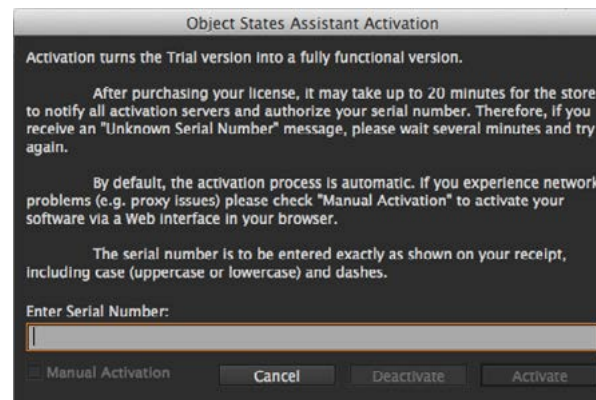 Object States Assistant Activation
Activation turns the Trial version into a fully functional version.
After purchasing your license, it may take up to 20 minutes for the store
to notify all activation servers and authorize your serial number. Therefore, if you
receive an "Unknown Serial Number" message, please wait several minutes and try
again.
By default, the activation process is automatic. If you experience network
problems (e.g. proxy issues) please check "Manual Activation" to activate your
software via a Web interface in your browser.
The serial number is to be entered exactly as shown on your receipt,
including case (uppercase or lowercase) and dashes.
Enter Serial Number:
Manual Activation Cancel Deactivate Activate